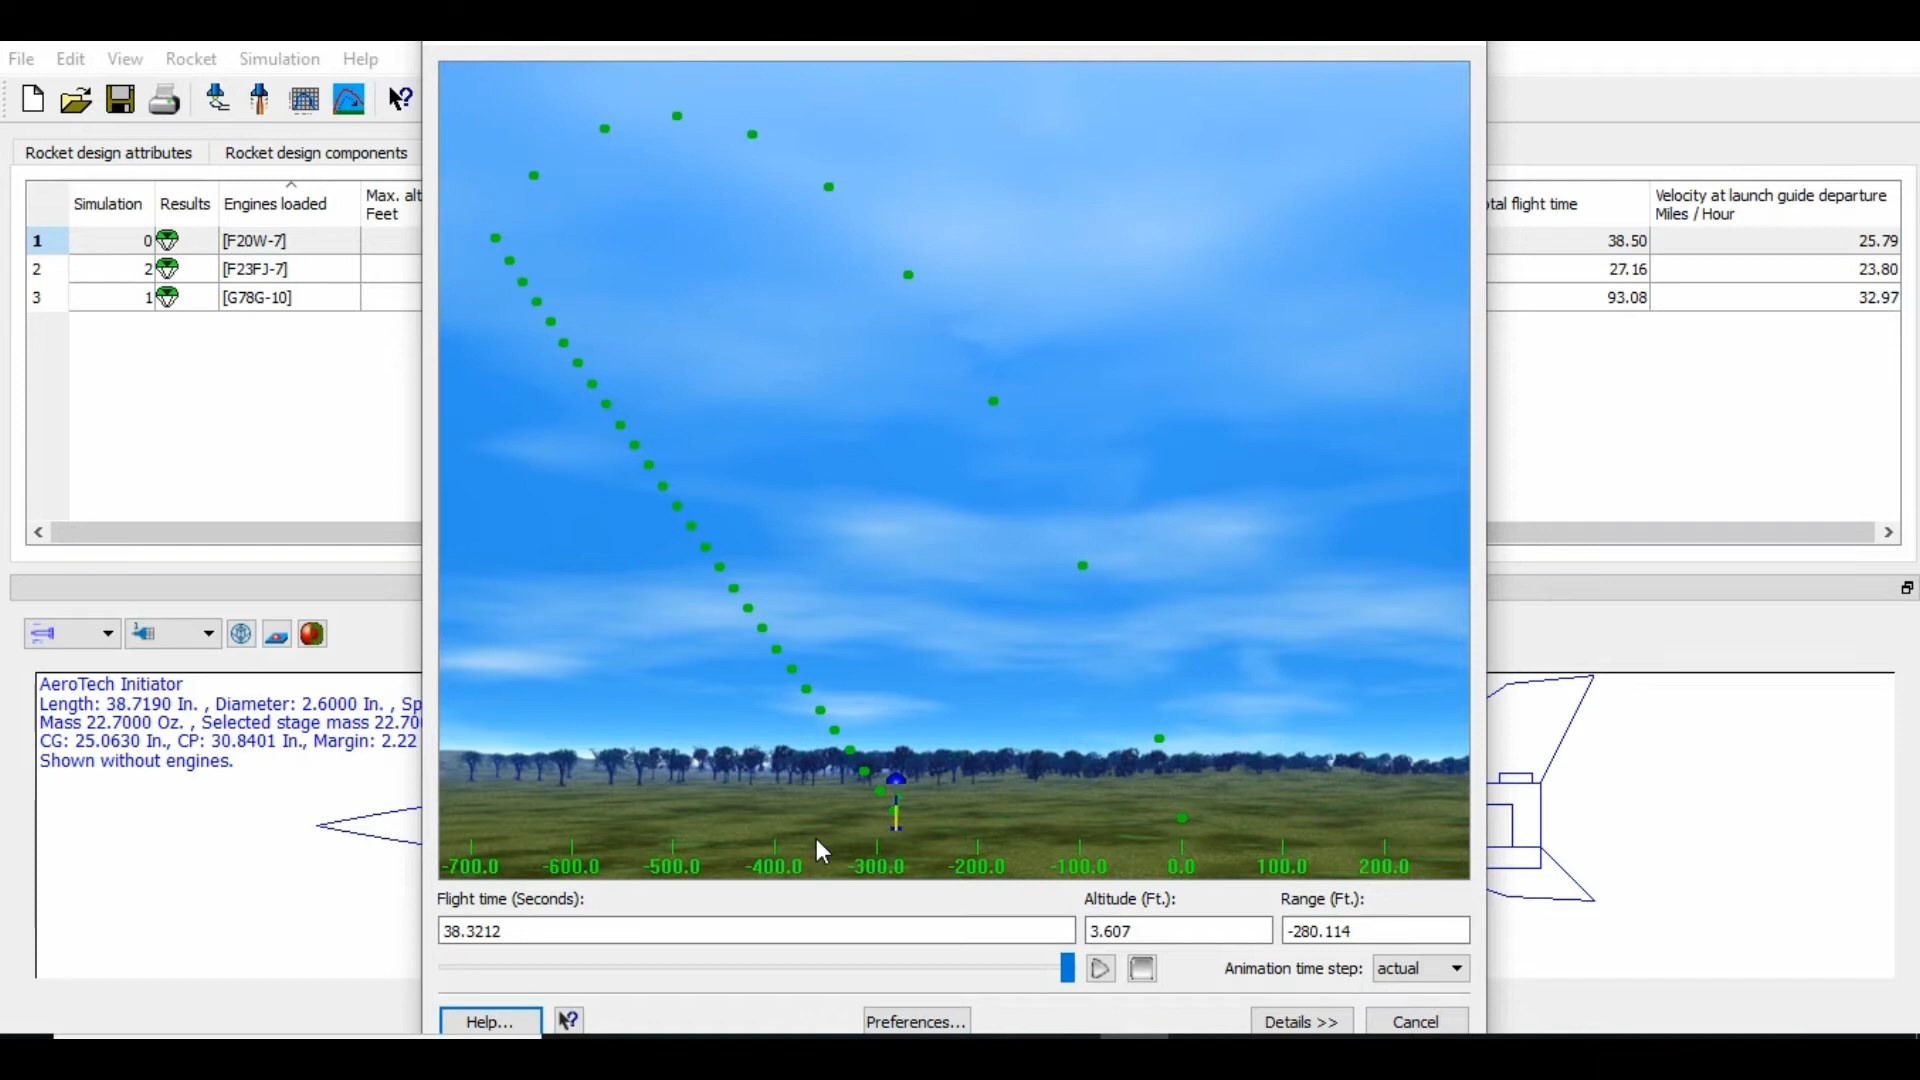 File Edit View Rocket Simulation Help
Rocket design attributes Rocket design components
Simulation Results Engines loaded Max. alt
Feet
tal flight time Velocity at launch guide departure
Miles / Hour
1 0 [F20W-7] 38.50 25.79
2 2 [F23FJ-7] 27.16 23.80
3 1 [G78G-10] 93.08 32.97
AeroTech Initiator
Length: 38.7190 In. , Diameter: 2.6000 In. , Sp
Mass 22.7000 Oz. , Selected stage mass 22.70
CG: 25.0630 In., CP: 30.8401 In., Margin: 2.22
Shown without engines.
-700.0 -600.0 -500.0 -400.0 -300.0 -200.0 -100.0 0.0 100.0 200.0
Flight time (Seconds): Altitude (Ft.): Range (Ft.):
38.3212 3.607 -280.114
Animation time step: actual
Help... Preferences... Details >> Cancel